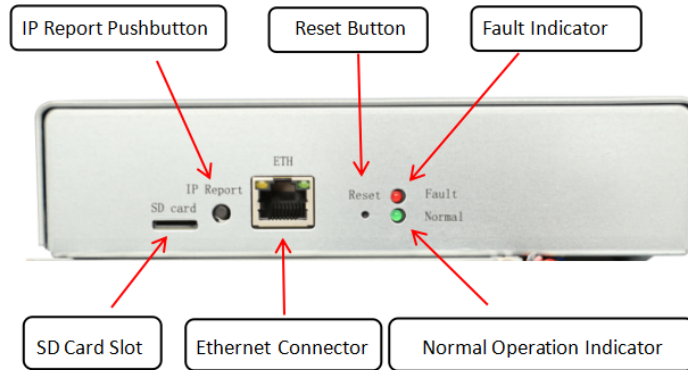 IP Report Pushbutton
Reset Button
Fault Indicator
ETH
IP Report
Reset
Fault
SD card
Normal
SD Card Slot
Ethernet Connector
Normal Operation Indicator